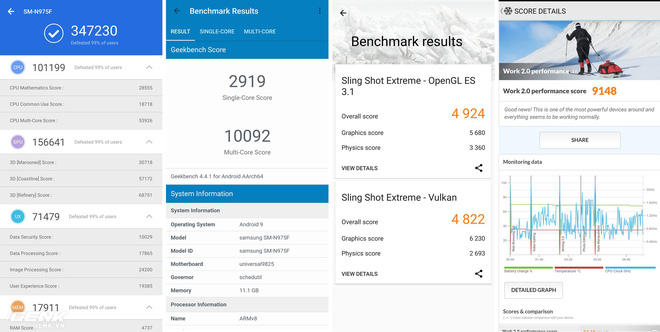 SM-N975F
347230
Defeated 99% of users
CPU 101199 Defeated 99% of users
CPU Mathematics Score : 28555
CPU Common Use Score : 18718
CPU Multi-Core Score : 53926
GPU 156641 Defeated 99% of users
3D [Marooned] Score : 30718
3D [Coastline] Score : 57172
3D [Refinery] Score : 68751
UX 71479 Defeated 99% of users
Data Security Score : 10029
Data Processing Score : 17865
Image Processing Score : 24200
User Experience Score : 19385
MEM 17911 Defeated 99% of users
RAM Score : 4737
Benchmark Results
RESULT SINGLE-CORE MULTI-CORE
Geekbench Score
2919
Single-Core Score
10092
Multi-Core Score
Geekbench 4.4.1 for Android AArch64
System Information
System Information
Operating System Android 9
Model samsung SM-N975F
Model ID samsung SM-N975F
Motherboard universal9825
Governor schedutil
Memory 11.1 GB
Processor Information
Name ARMv8
Benchmark results
Sling Shot Extreme - OpenGL ES
3.1
Overall score 4 924
Graphics score 5 680
Physics score 3 360
VIEW DETAILS
Sling Shot Extreme - Vulkan
Overall score 4 822
Graphics score 6 230
Physics score 2 693
VIEW DETAILS
SCORE DETAILS
Work 2.0 performance
Work 2.0 performance score 9148
Good news! This is one of the most powerful devices around and
everything seems to be working normally.
SHARE
Monitoring data
Battery charge % Temperature °C CPU Clock GHz
DETAILED GRAPH
Scores & comparison
Work 2.0 performance score 9148